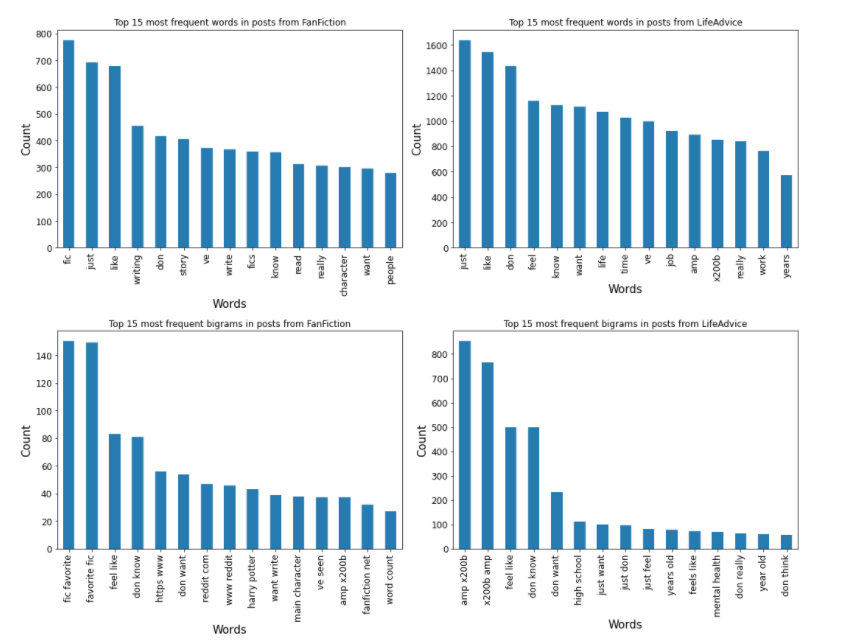 Top 15 most frequent words in posts from FanFiction
800
700
600
500
400
300
200
100
0
Count
fic
just
like
writing
don
story
ve
write
fics
know
read
really
character
want
people
Words
Top 15 most frequent words in posts from LifeAdvice
1600
1400
1200
1000
800
600
400
200
0
Count
just
like
don
feel
know
want
life
time
ve
job
amp
x200b
really
work
years
Words
Top 15 most frequent bigrams in posts from FanFiction
140
120
100
80
60
40
20
0
Count
fic favorite
favorite fic
feel like
don know
https www
don want
reddit com
www reddit
harry potter
want write
main character
ve seen
amp x200b
fanfiction net
word count
Words
Top 15 most frequent bigrams in posts from LifeAdvice
800
700
600
500
400
300
200
100
0
Count
amp x200b
x200b amp
feel like
don know
don want
high school
just want
just don
just feel
years old
feels like
mental health
don really
year old
don think
Words